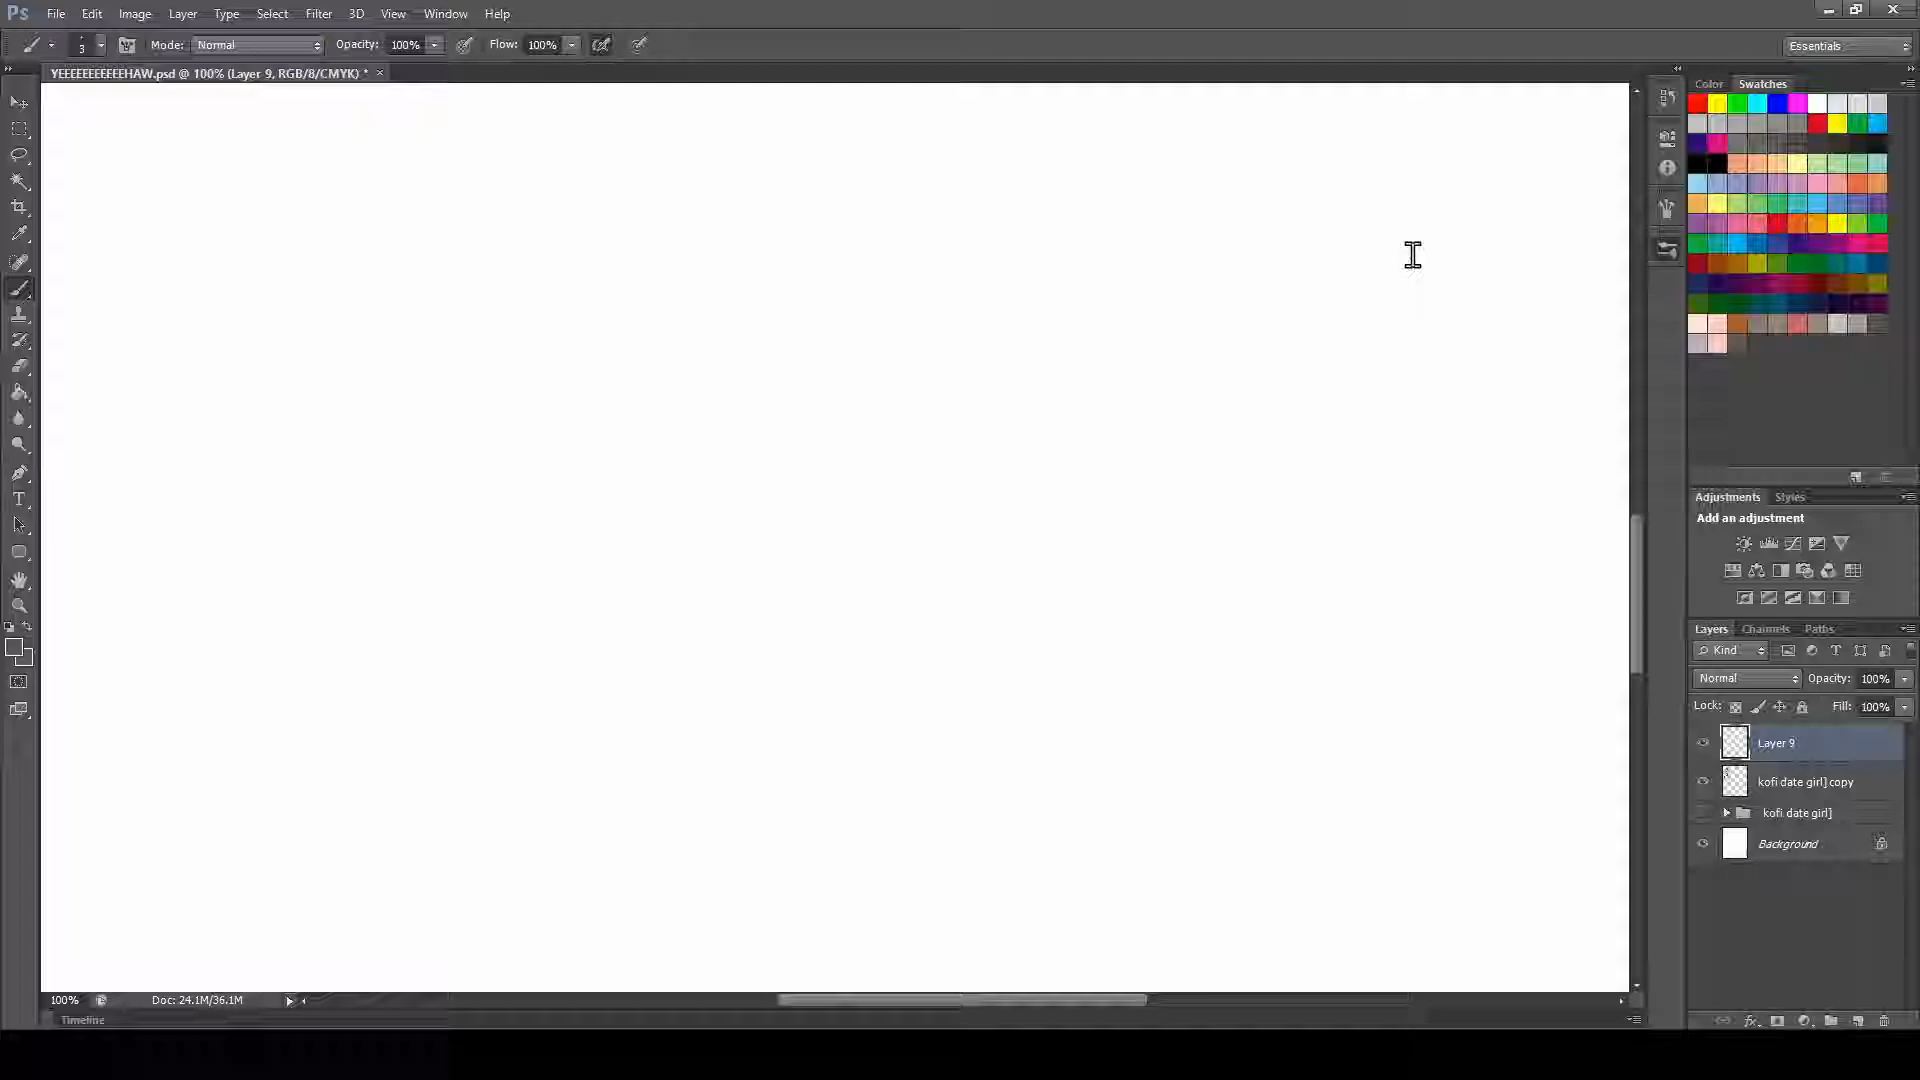 Ps File Edit Image Layer Type Select Filter 3D View Window Help
3 Mode: Normal Opacity: 100% Flow: 100% Essentials
YEEEEEEEEEEEHAW.psd @ 100% (Layer 9, RGB/8/CMYK) * ×
Color Swatches
Adjustments Styles
Add an adjustment
Layers Channels Paths
Kind
Normal Opacity: 100%
Lock: Fill: 100%
Layer 9
kofi date girl] copy
kofi date girl]
Background
100% Doc: 24.1M/36.1M
Timeline